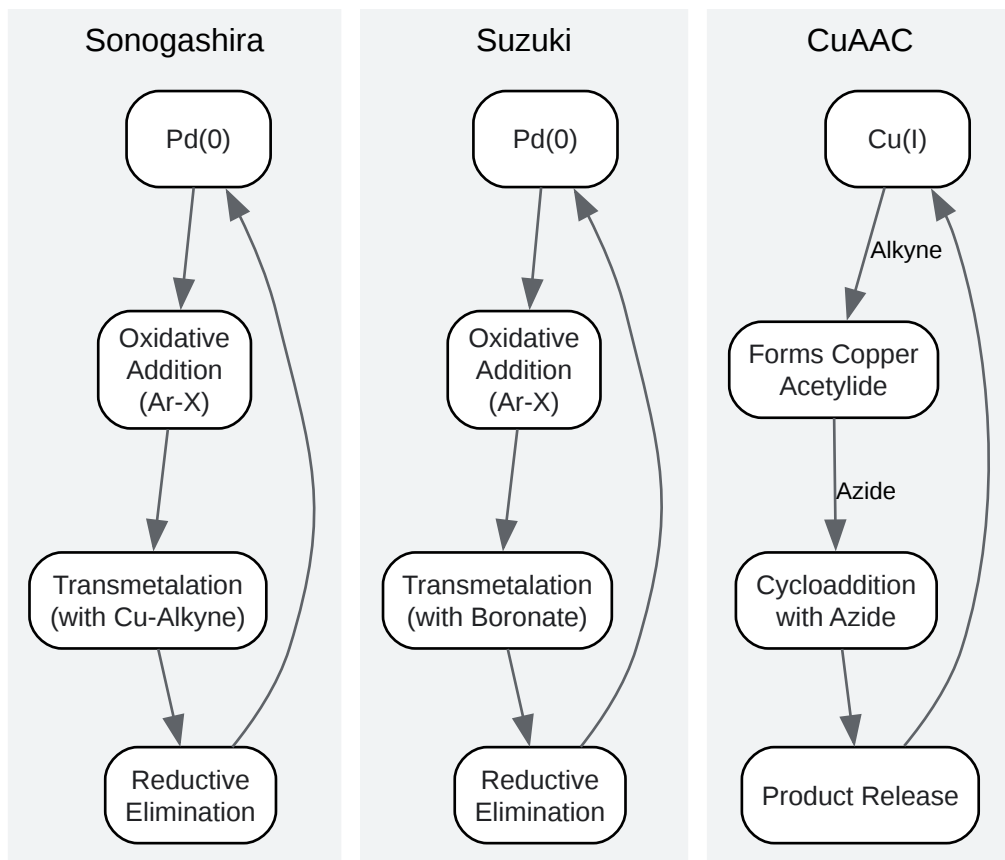 Sonogashira
Pd(0)
Oxidative
Addition
(Ar-X)
Transmetalation
(with Cu-Alkyne)
Reductive
Elimination
Suzuki
Pd(0)
Oxidative
Addition
(Ar-X)
Transmetalation
(with Boronate)
Reductive
Elimination
CuAAC
Cu(I)
Alkyne
Forms Copper
Acetylide
Azide
Cycloaddition
with Azide
Product Release